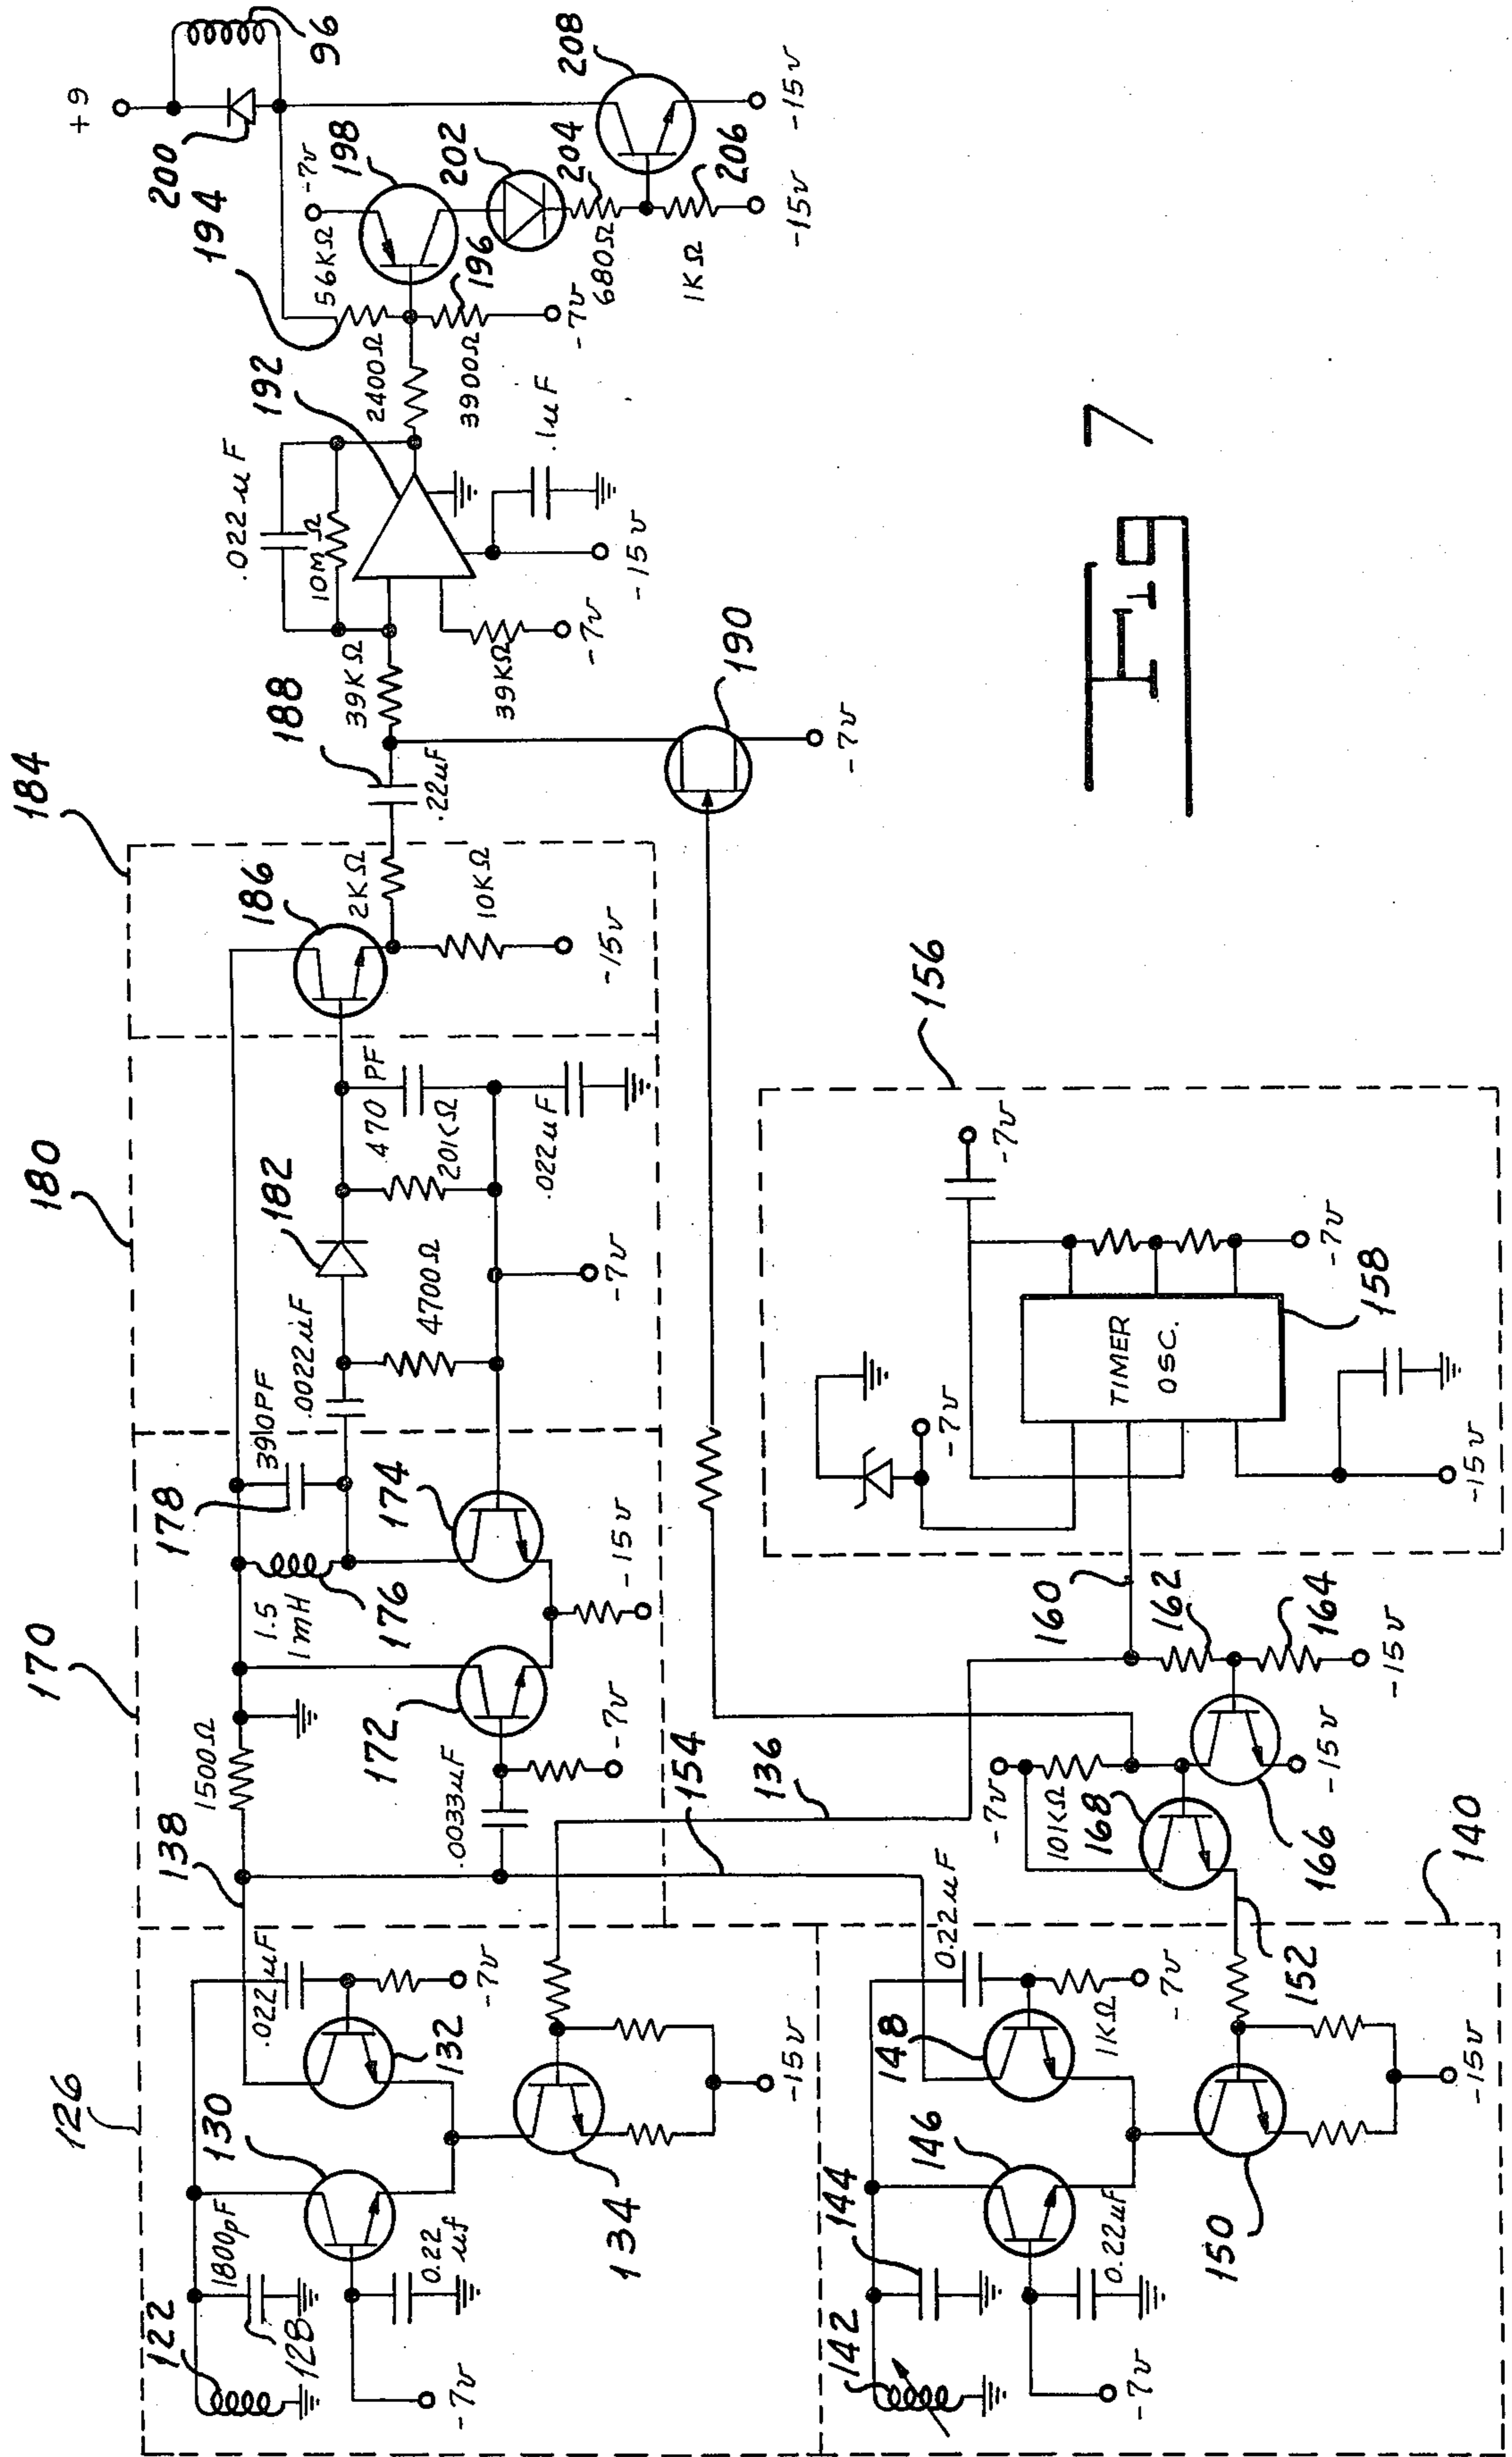 126
122
128
1800pF
130
0.22
µf
-7v
.022µF
132
-7v
134
-15v
138
1500Ω
170
1.5
1mH
176
178
390PF
172
.0033µF
-7v
174
-15v
154
136
180
.0022µF
182
4700Ω
-7v
470 PF
201KΩ
.022µF
184
186
2KΩ
10KΩ
-15v
188
.22µF
39KΩ
190
-7v
.022µF
10MΩ
39KΩ
-7v
192
-15v
.1µF
2400Ω
3900Ω
194
56KΩ
196
-7v
-7v
198
200
202
204
680Ω
206
1KΩ
-15v
208
-15v
+9
96
142
144
146
0.22µF
-7v
148
0.22µF
1KΩ
-7v
150
-15v
152
140
-7v
101KΩ
168
166
-15v
160
162
164
-15v
156
-7v
TIMER
OSC.
158
-7v
-7v
-15v
Fig 7